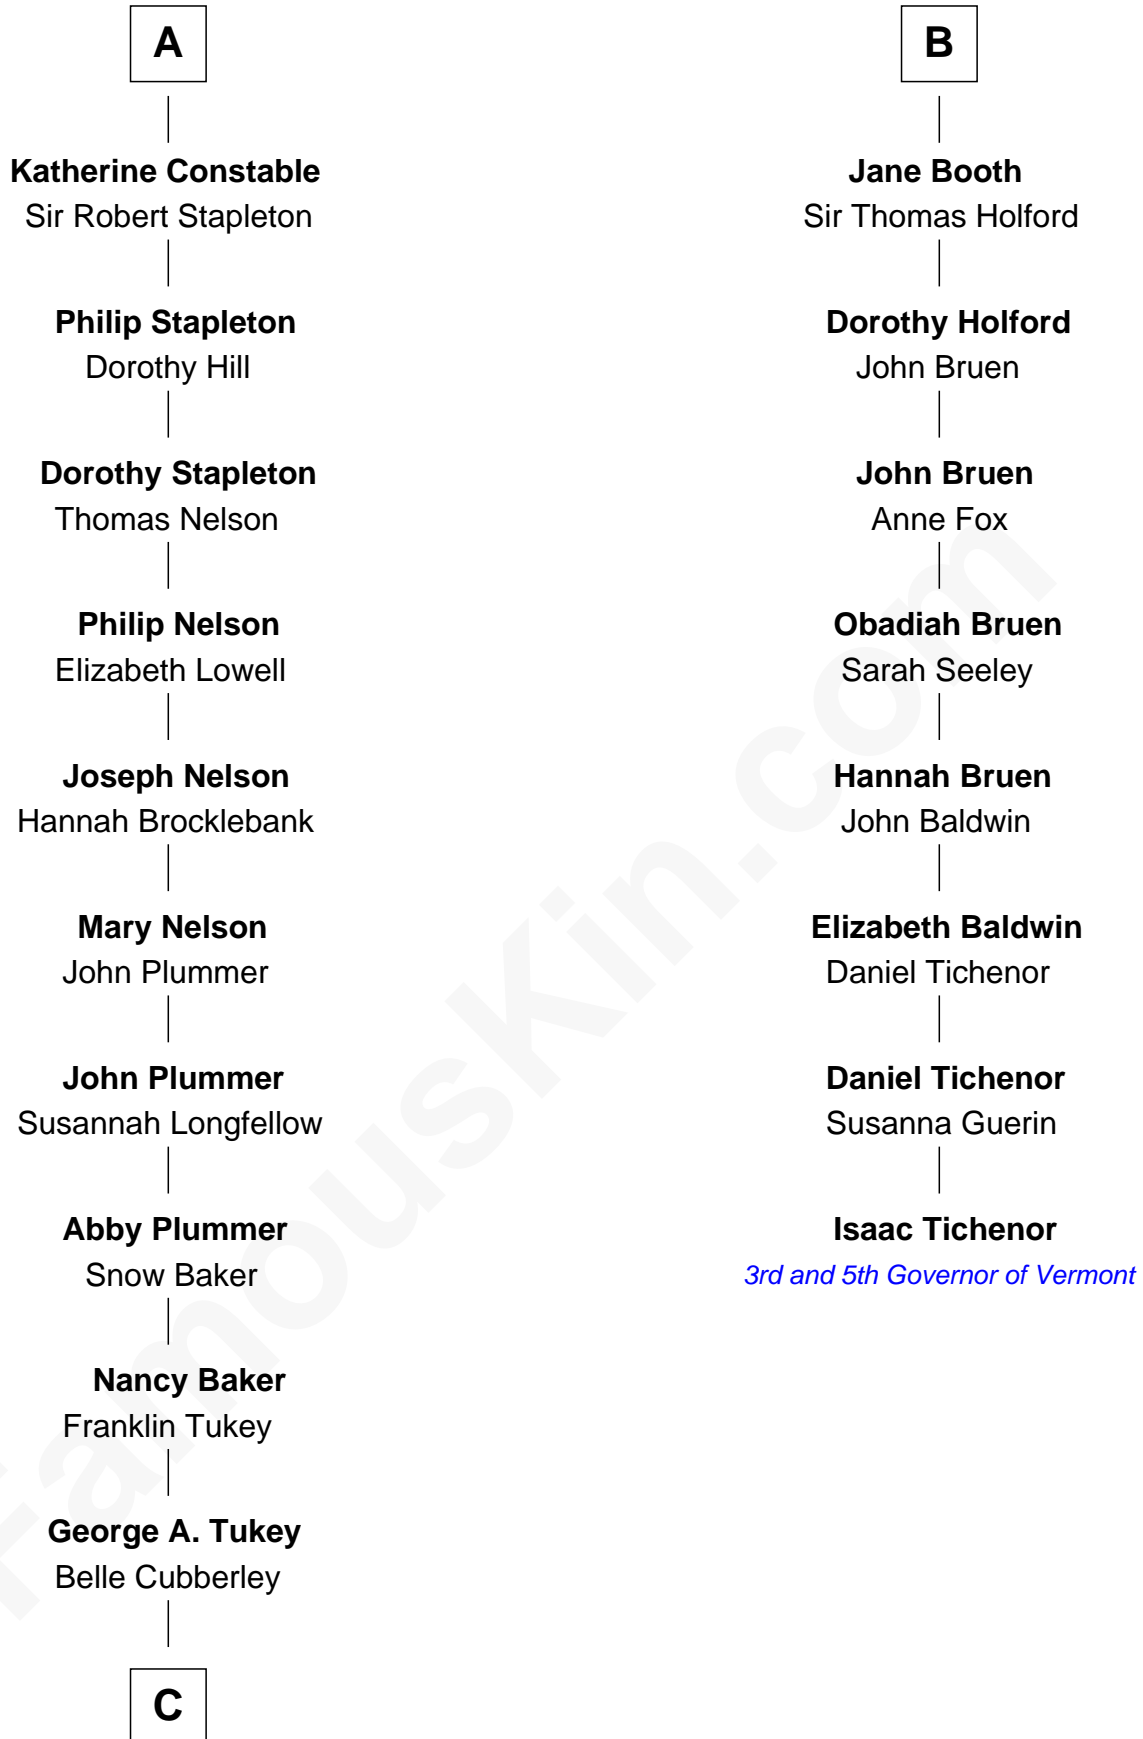 A
Katherine Constable
Sir Robert Stapleton
Philip Stapleton
Dorothy Hill
Dorothy Stapleton
Thomas Nelson
Philip Nelson
Elizabeth Lowell
Joseph Nelson
Hannah Brocklebank
Mary Nelson
John Plummer
John Plummer
Susannah Longfellow
Abby Plummer
Snow Baker
Nancy Baker
Franklin Tukey
George A. Tukey
Belle Cubberley
C
B
Jane Booth
Sir Thomas Holford
Dorothy Holford
John Bruen
John Bruen
Anne Fox
Obadiah Bruen
Sarah Seeley
Hannah Bruen
John Baldwin
Elizabeth Baldwin
Daniel Tichenor
Daniel Tichenor
Susanna Guerin
Isaac Tichenor
3rd and 5th Governor of Vermont
FamousKin.com